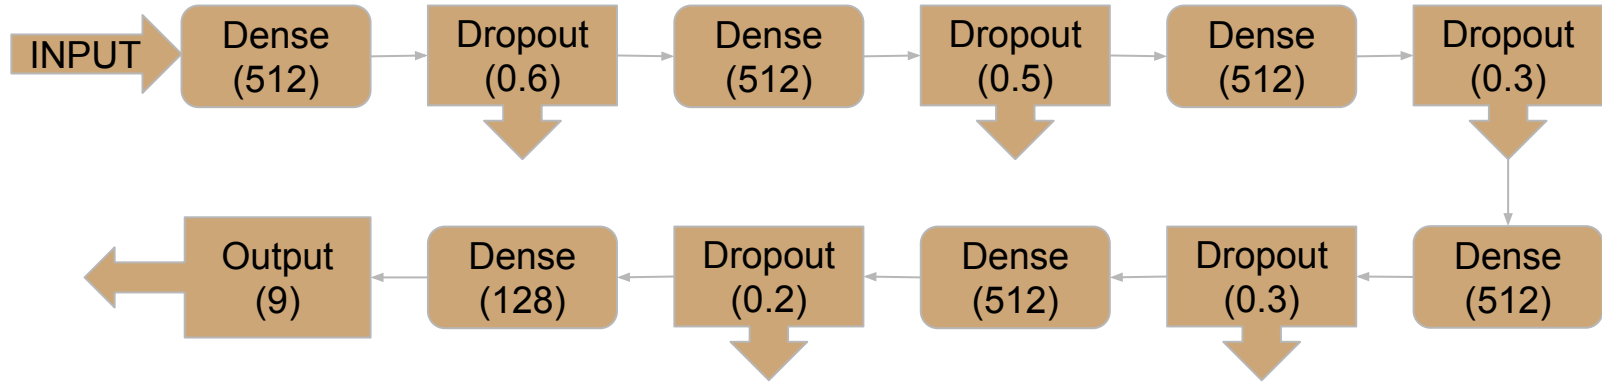 INPUT
Dense
(512)
Dropout
(0.6)
Dense
(512)
Dropout
(0.5)
Dense
(512)
Dropout
(0.3)
Dense
(512)
Dropout
(0.3)
Dense
(512)
Dropout
(0.2)
Dense
(128)
Output
(9)